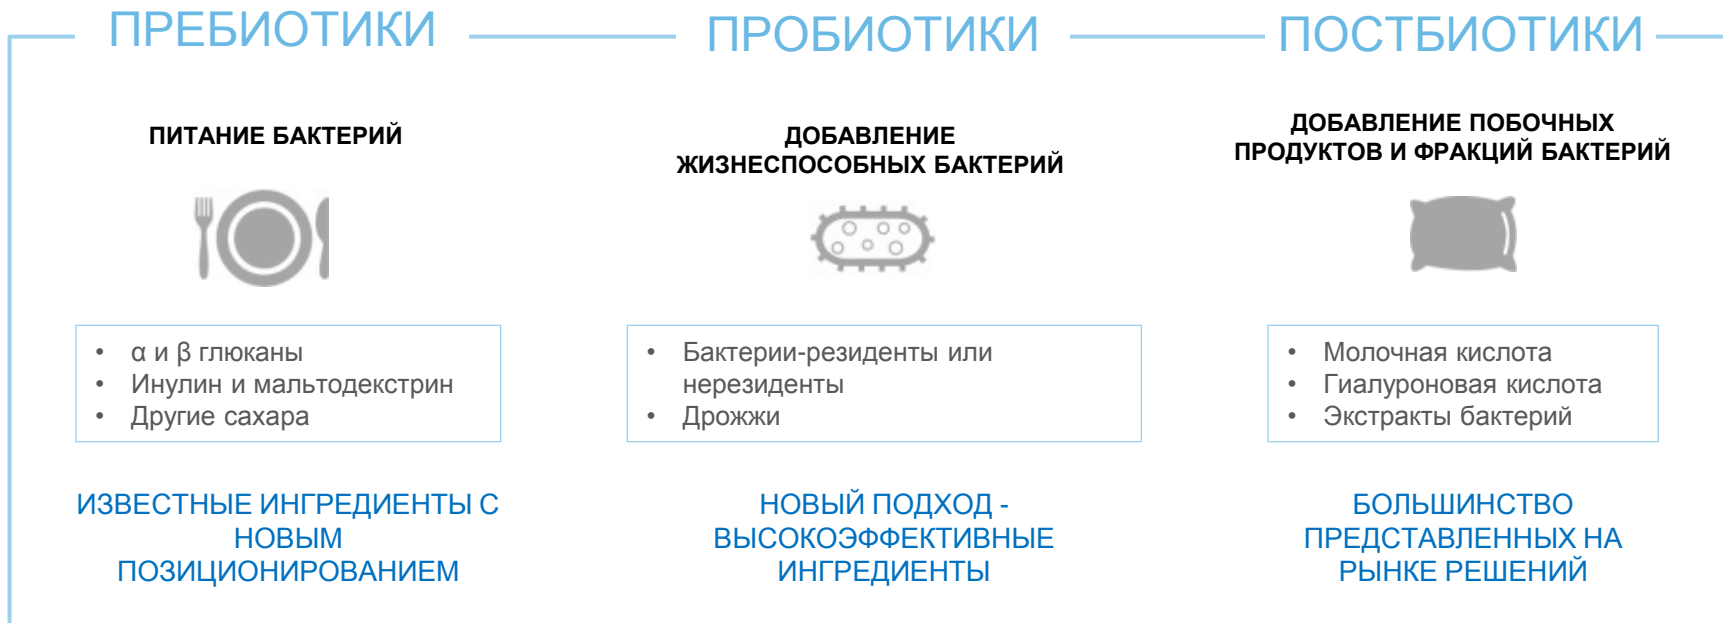 ПРЕБИОТИКИ
ПРОБИОТИКИ
ПОСТБИОТИКИ
ПИТАНИЕ БАКТЕРИЙ
ДОБАВЛЕНИЕ
ЖИЗНЕСПОСОБНЫХ БАКТЕРИЙ
ДОБАВЛЕНИЕ ПОБОЧНЫХ
ПРОДУКТОВ И ФРАКЦИЙ БАКТЕРИЙ
• α и β глюканы
• Инулин и мальтодекстрин
• Другие сахара
• Бактерии-резиденты или
нерезиденты
• Дрожжи
• Молочная кислота
• Гиалуроновая кислота
• Экстракты бактерий
ИЗВЕСТНЫЕ ИНГРЕДИЕНТЫ С
НОВЫМ
ПОЗИЦИОНИРОВАНИЕМ
НОВЫЙ ПОДХОД -
ВЫСОКОЭФФЕКТИВНЫЕ
ИНГРЕДИЕНТЫ
БОЛЬШИНСТВО
ПРЕДСТАВЛЕННЫХ НА
РЫНКЕ РЕШЕНИЙ